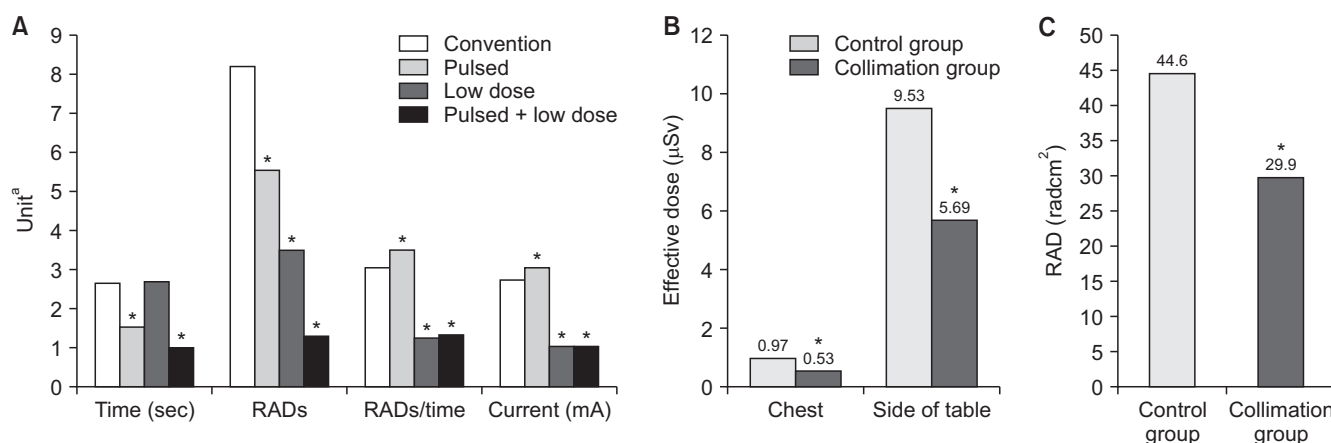 A
9
8
7
6
5
4
3
2
1
0
Unitᵃ
Convention
Pulsed
Low dose
Pulsed + low dose
*
*
*
*
*
*
*
*
*
*
*
Time (sec)
RADs
RADs/time
Current (mA)
B
12
10
8
6
4
2
0
Effective dose (μSv)
Control group
Collimation group
0.97
*
0.53
9.53
*
5.69
Chest
Side of table
C
50
45
40
35
30
25
20
15
10
5
0
RAD (radcm²)
44.6
*
29.9
Control
group
Collimation
group